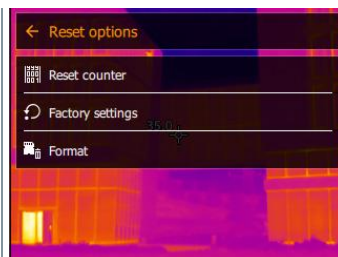 Reset options
Reset counter
Factory settings
35.0
Format